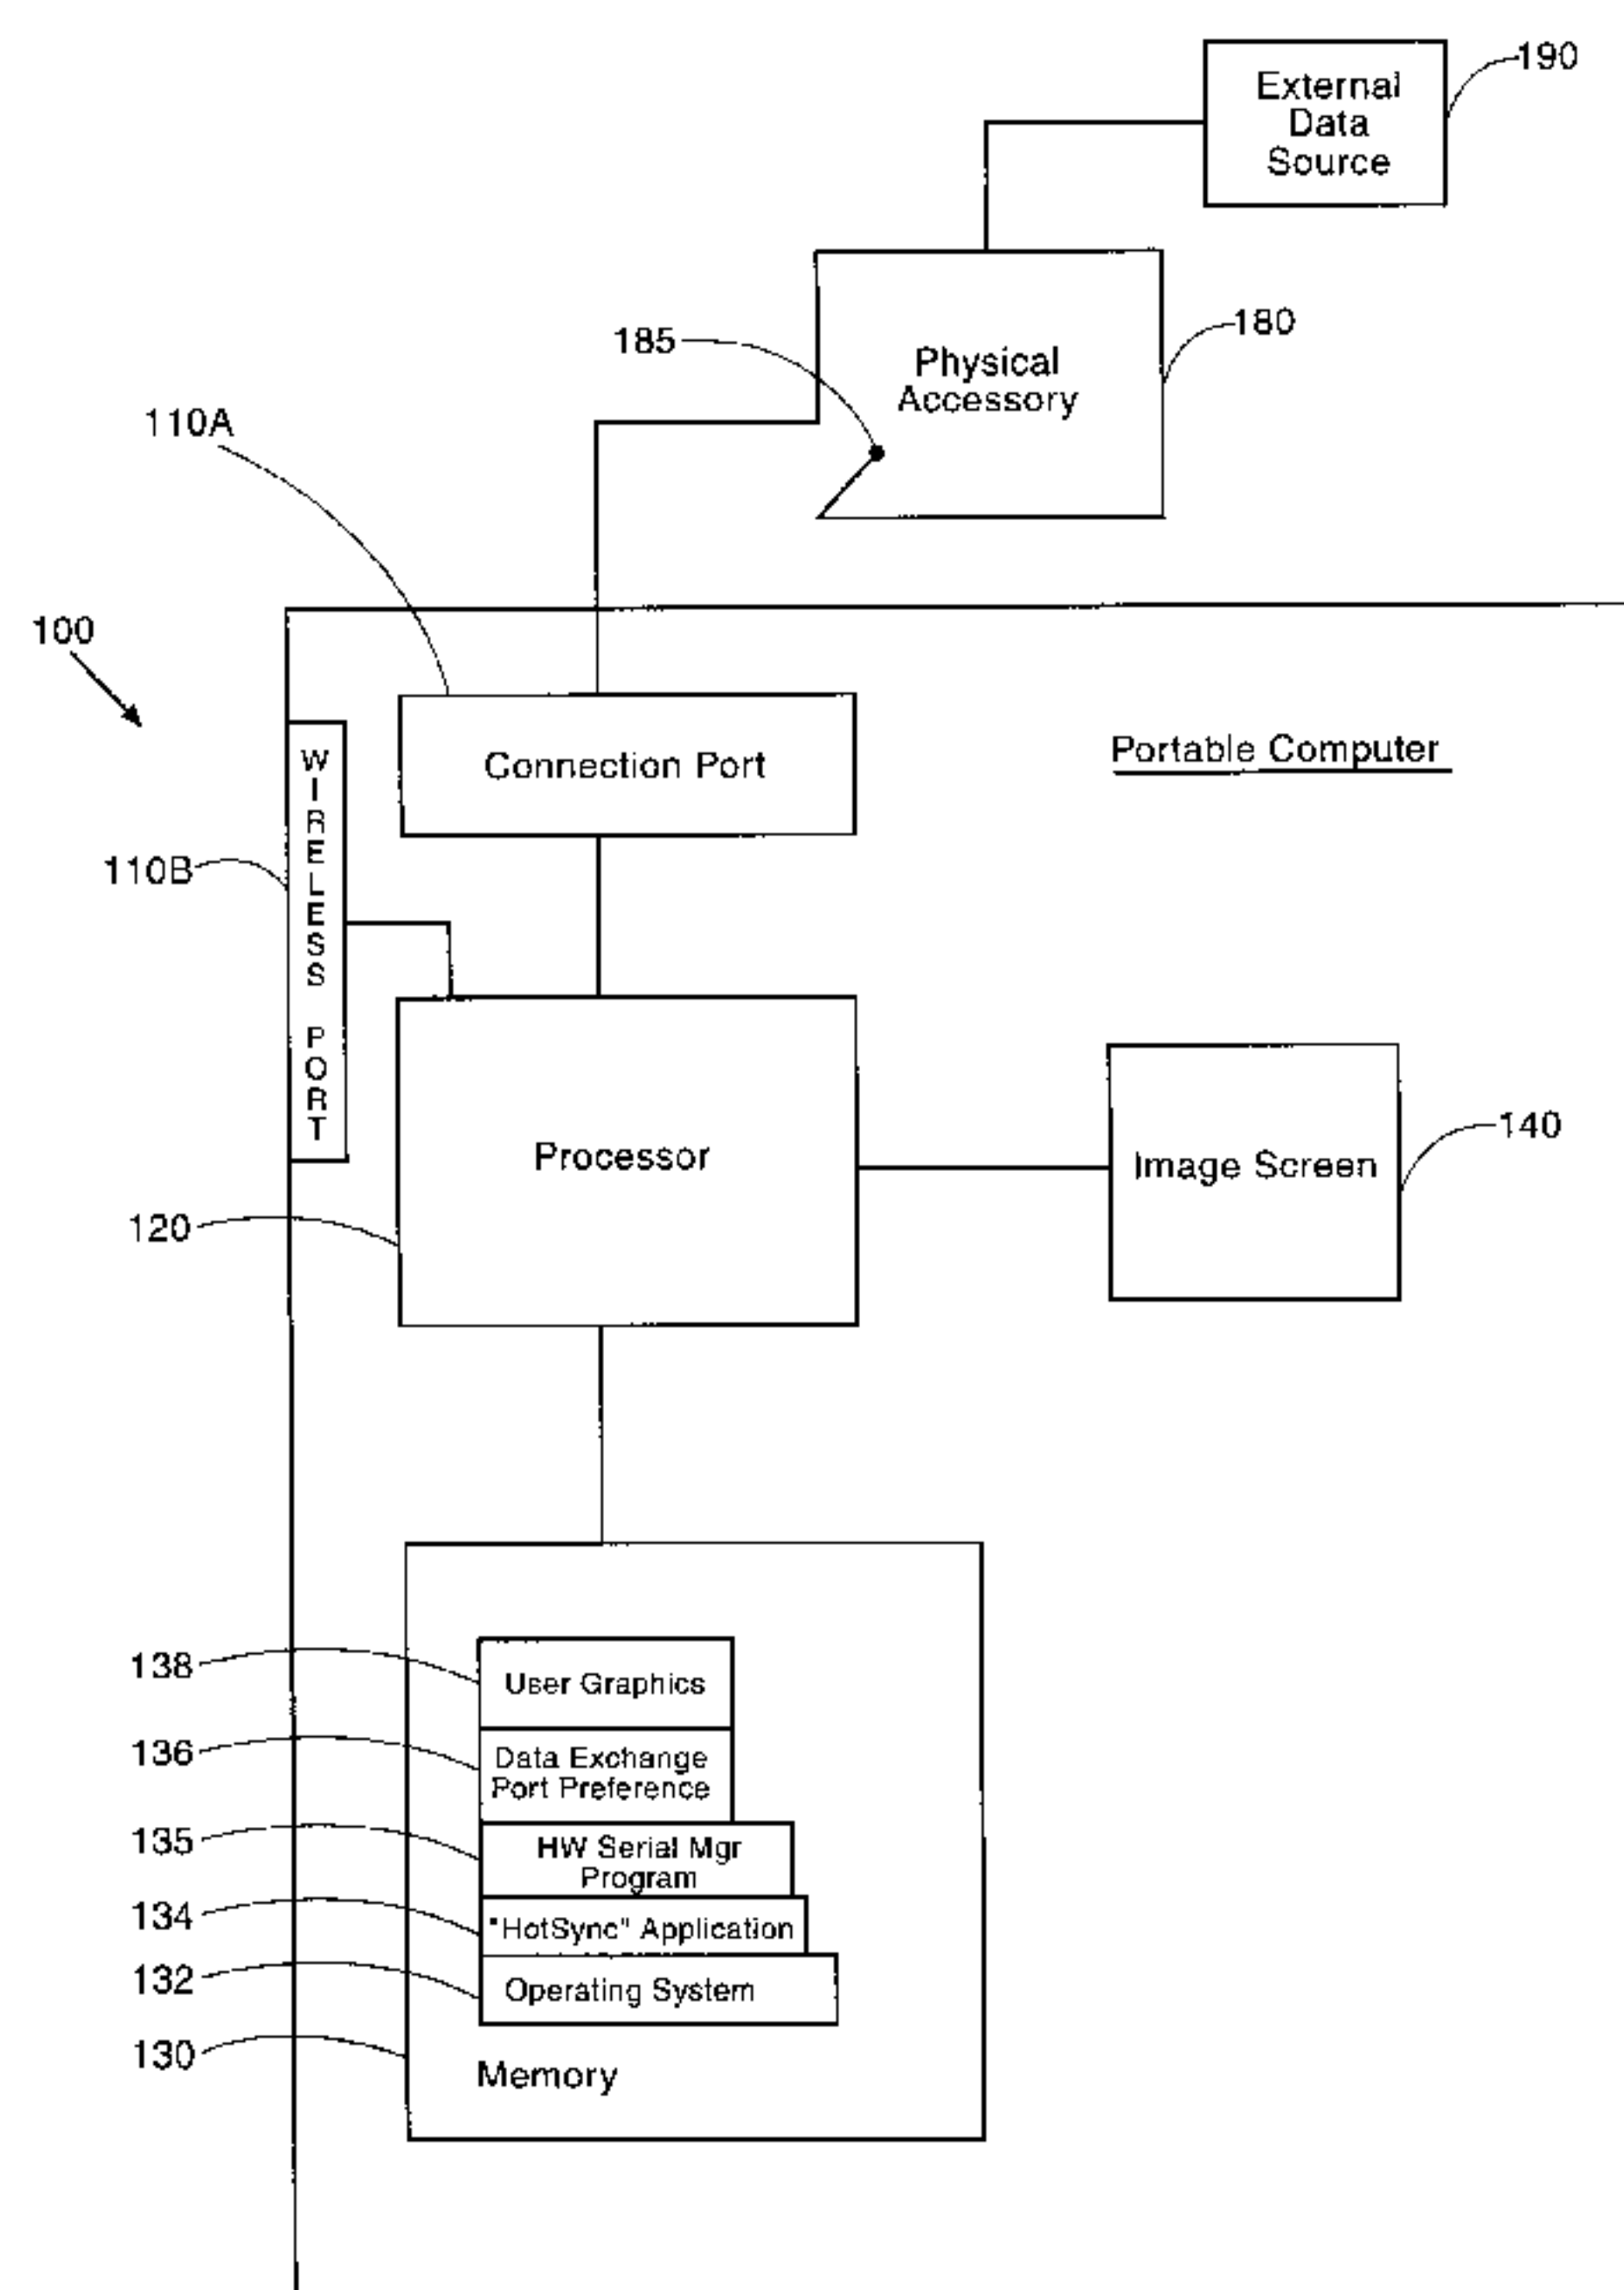 190
External
Data
Source
180
185
Physical
Accessory
110A
100
Connection Port
Portable Computer
WIRELESS PORT
110B
Processor
Image Screen
140
120
138
User Graphics
136
Data Exchange
Port Preference
135
HW Serial Mgr
Program
134
"HotSync" Application
132
Operating System
130
Memory